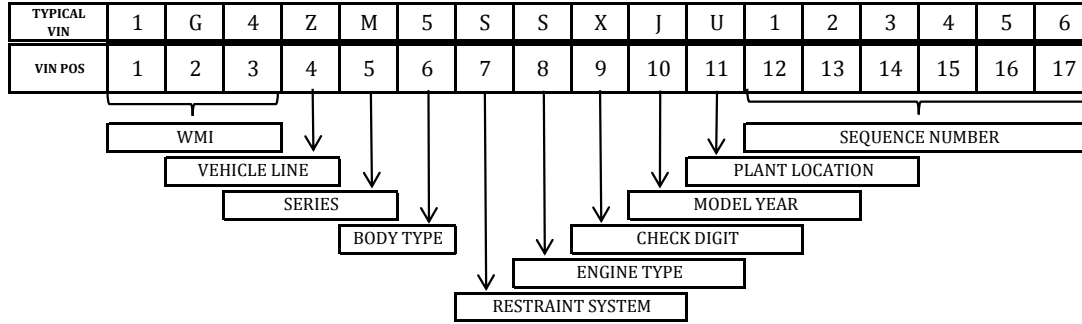 TYPICAL VIN 1 G 4 Z M 5 S S X J U 1 2 3 4 5 6
VIN POS 1 2 3 4 5 6 7 8 9 10 11 12 13 14 15 16 17
WMI SEQUENCE NUMBER
VEHICLE LINE PLANT LOCATION
SERIES MODEL YEAR
BODY TYPE CHECK DIGIT
ENGINE TYPE
RESTRAINT SYSTEM